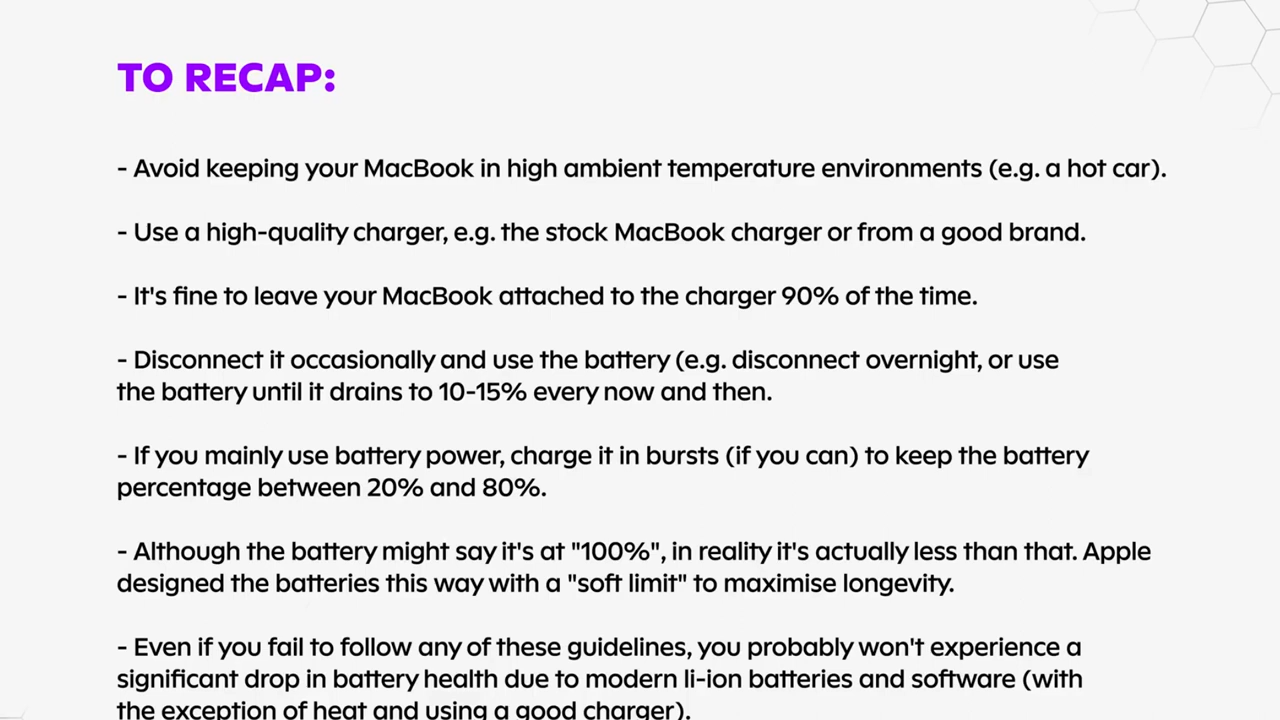 TO RECAP:
- Avoid keeping your MacBook in high ambient temperature environments (e.g. a hot car).
- Use a high-quality charger, e.g. the stock MacBook charger or from a good brand.
- It's fine to leave your MacBook attached to the charger 90% of the time.
- Disconnect it occasionally and use the battery (e.g. disconnect overnight, or use
the battery until it drains to 10-15% every now and then.
- If you mainly use battery power, charge it in bursts (if you can) to keep the battery
percentage between 20% and 80%.
- Although the battery might say it's at "100%", in reality it's actually less than that. Apple
designed the batteries this way with a "soft limit" to maximise longevity.
- Even if you fail to follow any of these guidelines, you probably won't experience a
significant drop in battery health due to modern li-ion batteries and software (with
the exception of heat and using a good charger).